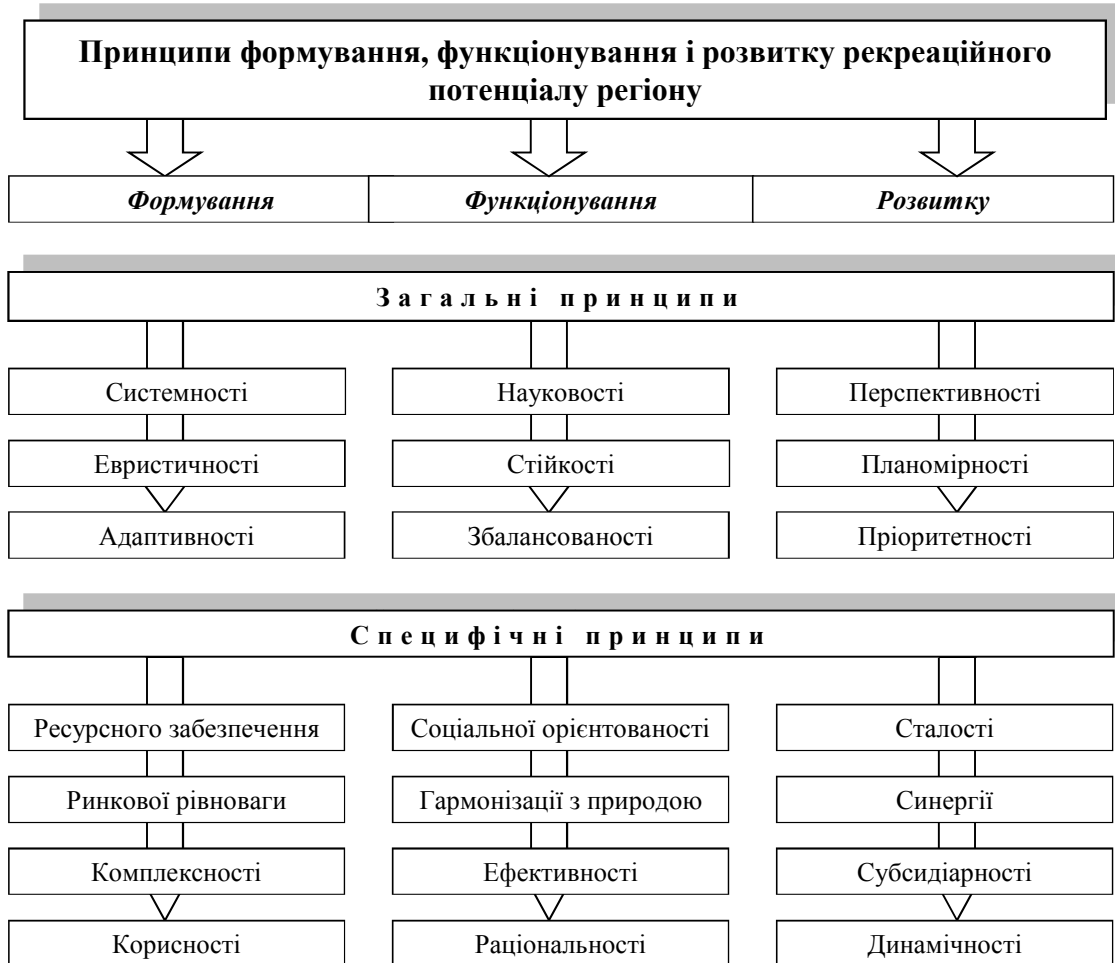 Принципи формування, функціонування і розвитку рекреаційного
потенціалу регіону
Формування
Функціонування
Розвитку
Загальні принципи
Системності
Науковості
Перспективності
Евристичності
Стійкості
Планомірності
Адаптивності
Збалансованості
Пріоритетності
Специфічні принципи
Ресурсного забезпечення
Соціальної орієнтованості
Сталості
Ринкової рівноваги
Гармонізації з природою
Синергії
Комплексності
Ефективності
Субсидіарності
Корисності
Раціональності
Динамічності